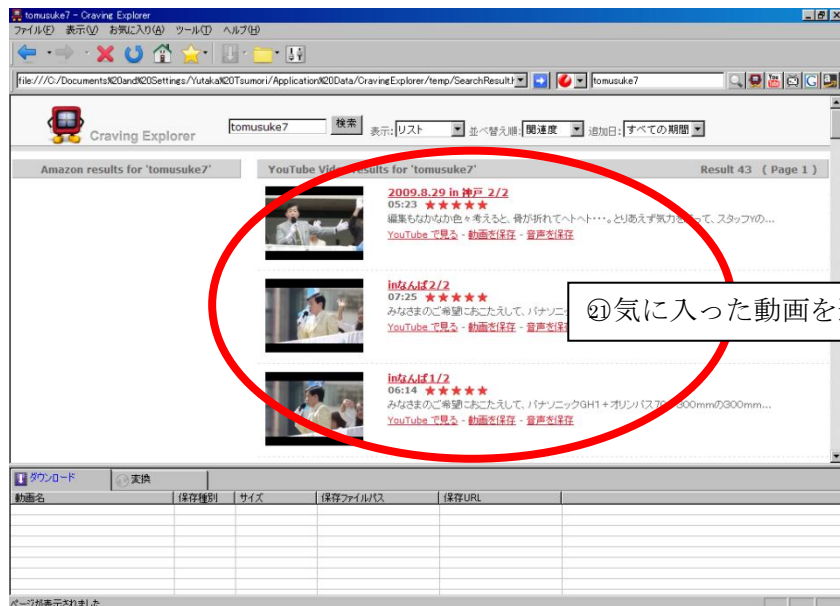 tomusuke7 - Craving Explorer
ファイル(F) 表示(V) お気に入り(A) ツール(T) ヘルプ(H)
file:///C:/Documents%20and%20Settings/Yutaka%20Tsumori/Application%20Data/CravingExplorer/temp/SearchResult.h tomusuke7
Craving Explorer tomusuke7 検索 表示: リスト 並べ替え順: 関連度 追加日: すべての期間
Amazon results for 'tomusuke7' YouTube Video results for 'tomusuke7' Result 43 ( Page 1 )
2009.8.29 in 神戸 2/2
05:23 ★★★★★
編集もなかなか色々考えると、骨が折れてヘトヘト・・・。とりあえず気力を って、スタッフYの...
YouTube で見る - 動画を保存 - 音声を保存
inなんば2/2
07:25 ★★★★★
みなさまのご希望におこたえして、パナソニッ
YouTube で見る - 動画を保存 - 音声を保
㉑気に入った動画を
inなんば1/2
06:14 ★★★★★
みなさまのご希望におこたえして、パナソニックGH1+オリンパス70 300mmの300mm...
YouTube で見る - 動画を保存 - 音声を保存
ダウンロード 変換
動画名 保存種別 サイズ 保存ファイルパス 保存URL
ページが表示されました